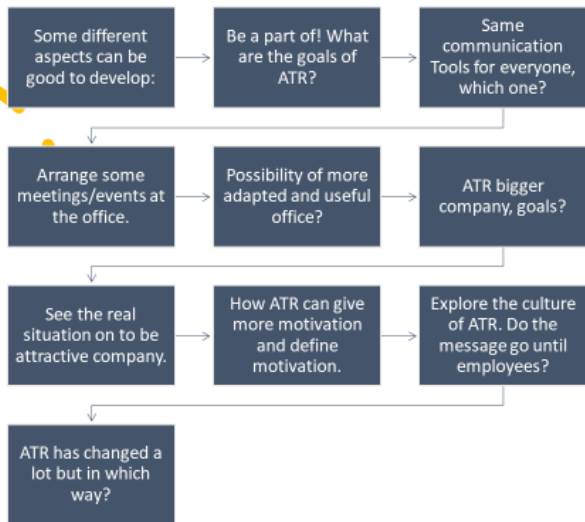 Some different
aspects can be
good to develop:
Be a part of! What
are the goals of
ATR?
Same
communication
Tools for everyone,
which one?
Arrange some
meetings/events at
the office.
Possibility of more
adapted and useful
office?
ATR bigger
company, goals?
See the real
situation on to be
attractive company.
How ATR can give
more motivation
and define
motivation.
Explore the culture
of ATR. Do the
message go until
employees?
ATR has changed a
lot but in which
way?